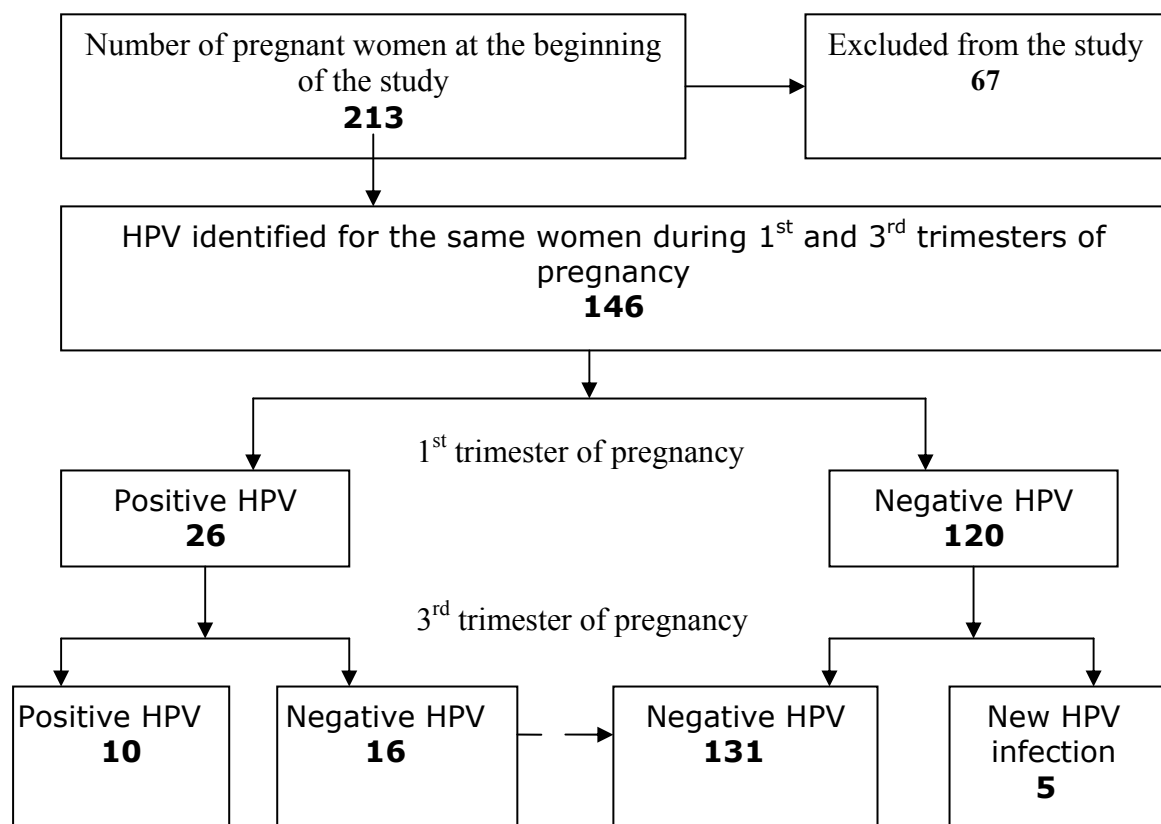 Number of pregnant women at the beginning
of the study
213
Excluded from the study
67
HPV identified for the same women during 1st and 3rd trimesters of
pregnancy
146
1st trimester of pregnancy
Positive HPV
26
Negative HPV
120
3rd trimester of pregnancy
Positive HPV
10
Negative HPV
16
Negative HPV
131
New HPV
infection
5